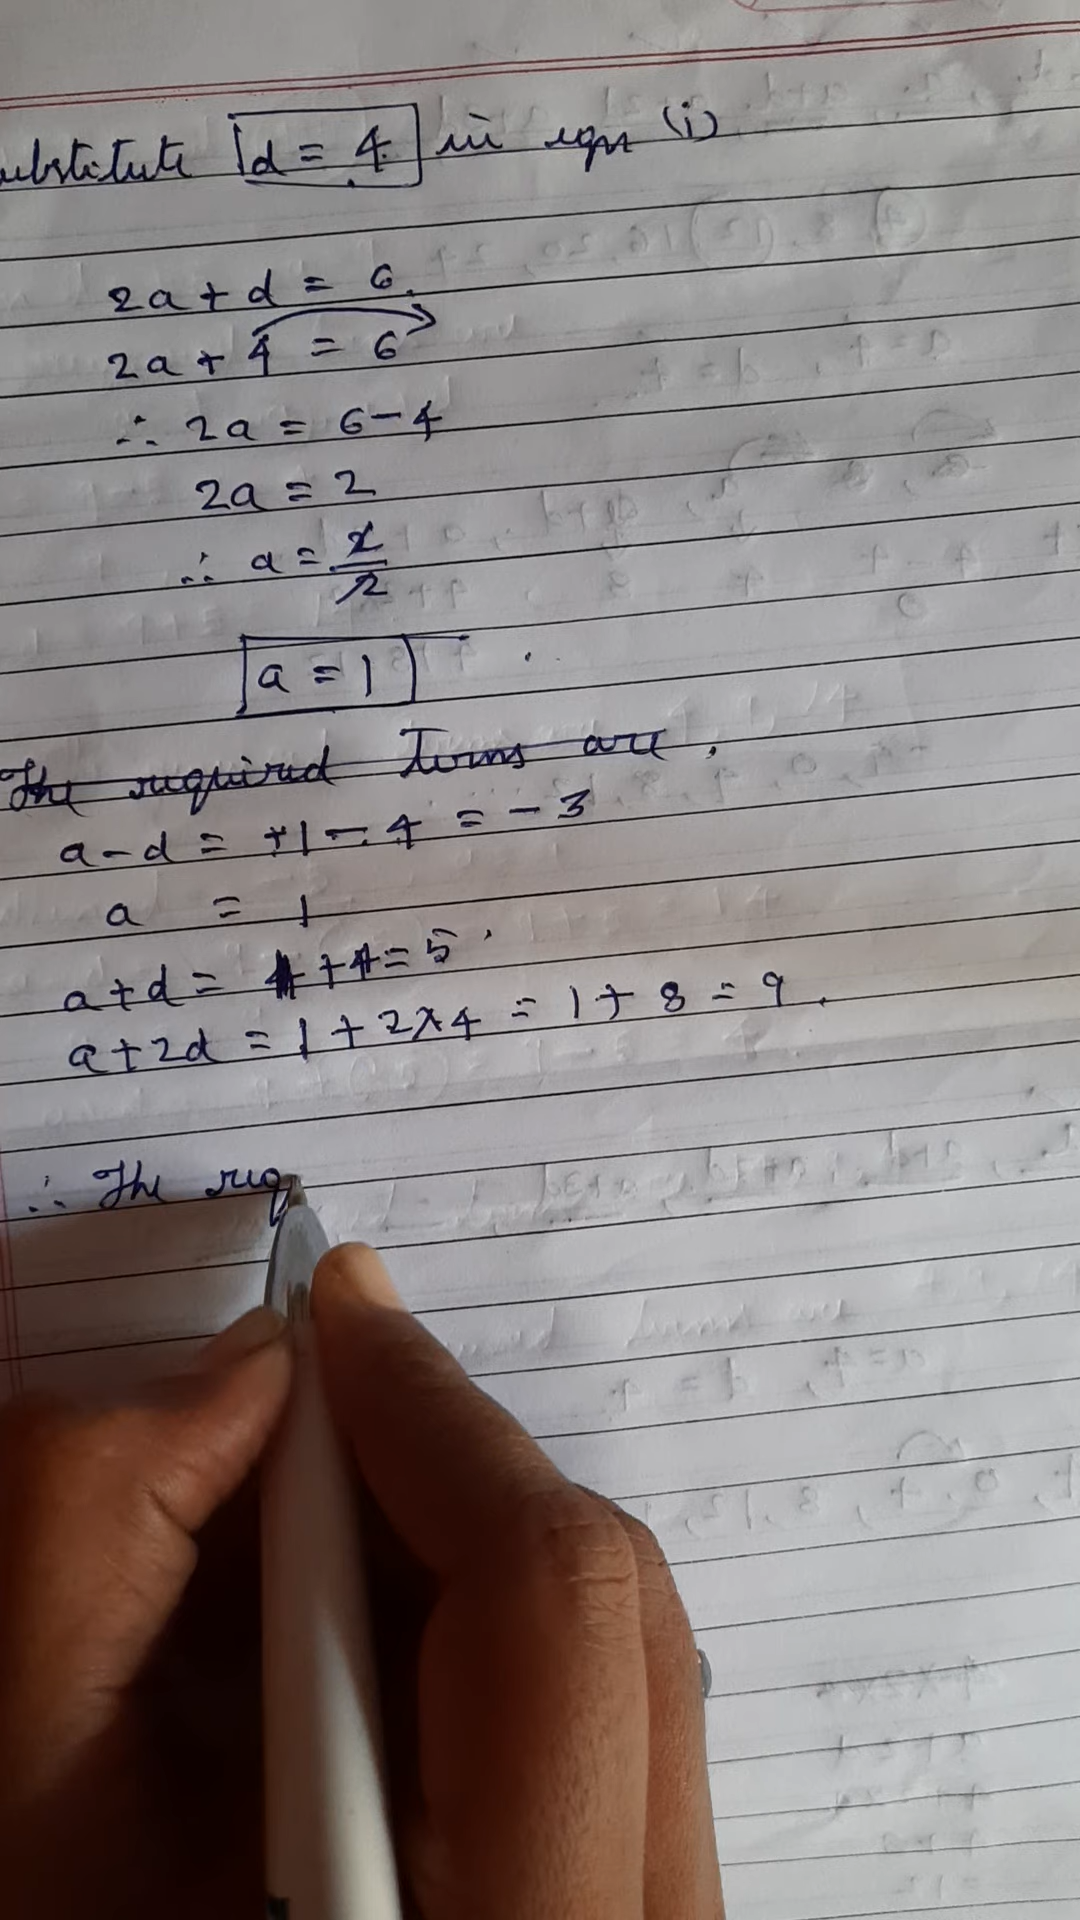 ubstitute d = 4 in eqn (i)
2a + d = 6
2a + 4 = 6
∴ 2a = 6 - 4
2a = 2
∴ a = 2/2
a = 1
The required Terms are,
a - d = +1 - 4 = - 3
a = 1
a + d = 1 + 4 = 5
a + 2d = 1 + 2 × 4 = 1 + 8 = 9
∴ The req